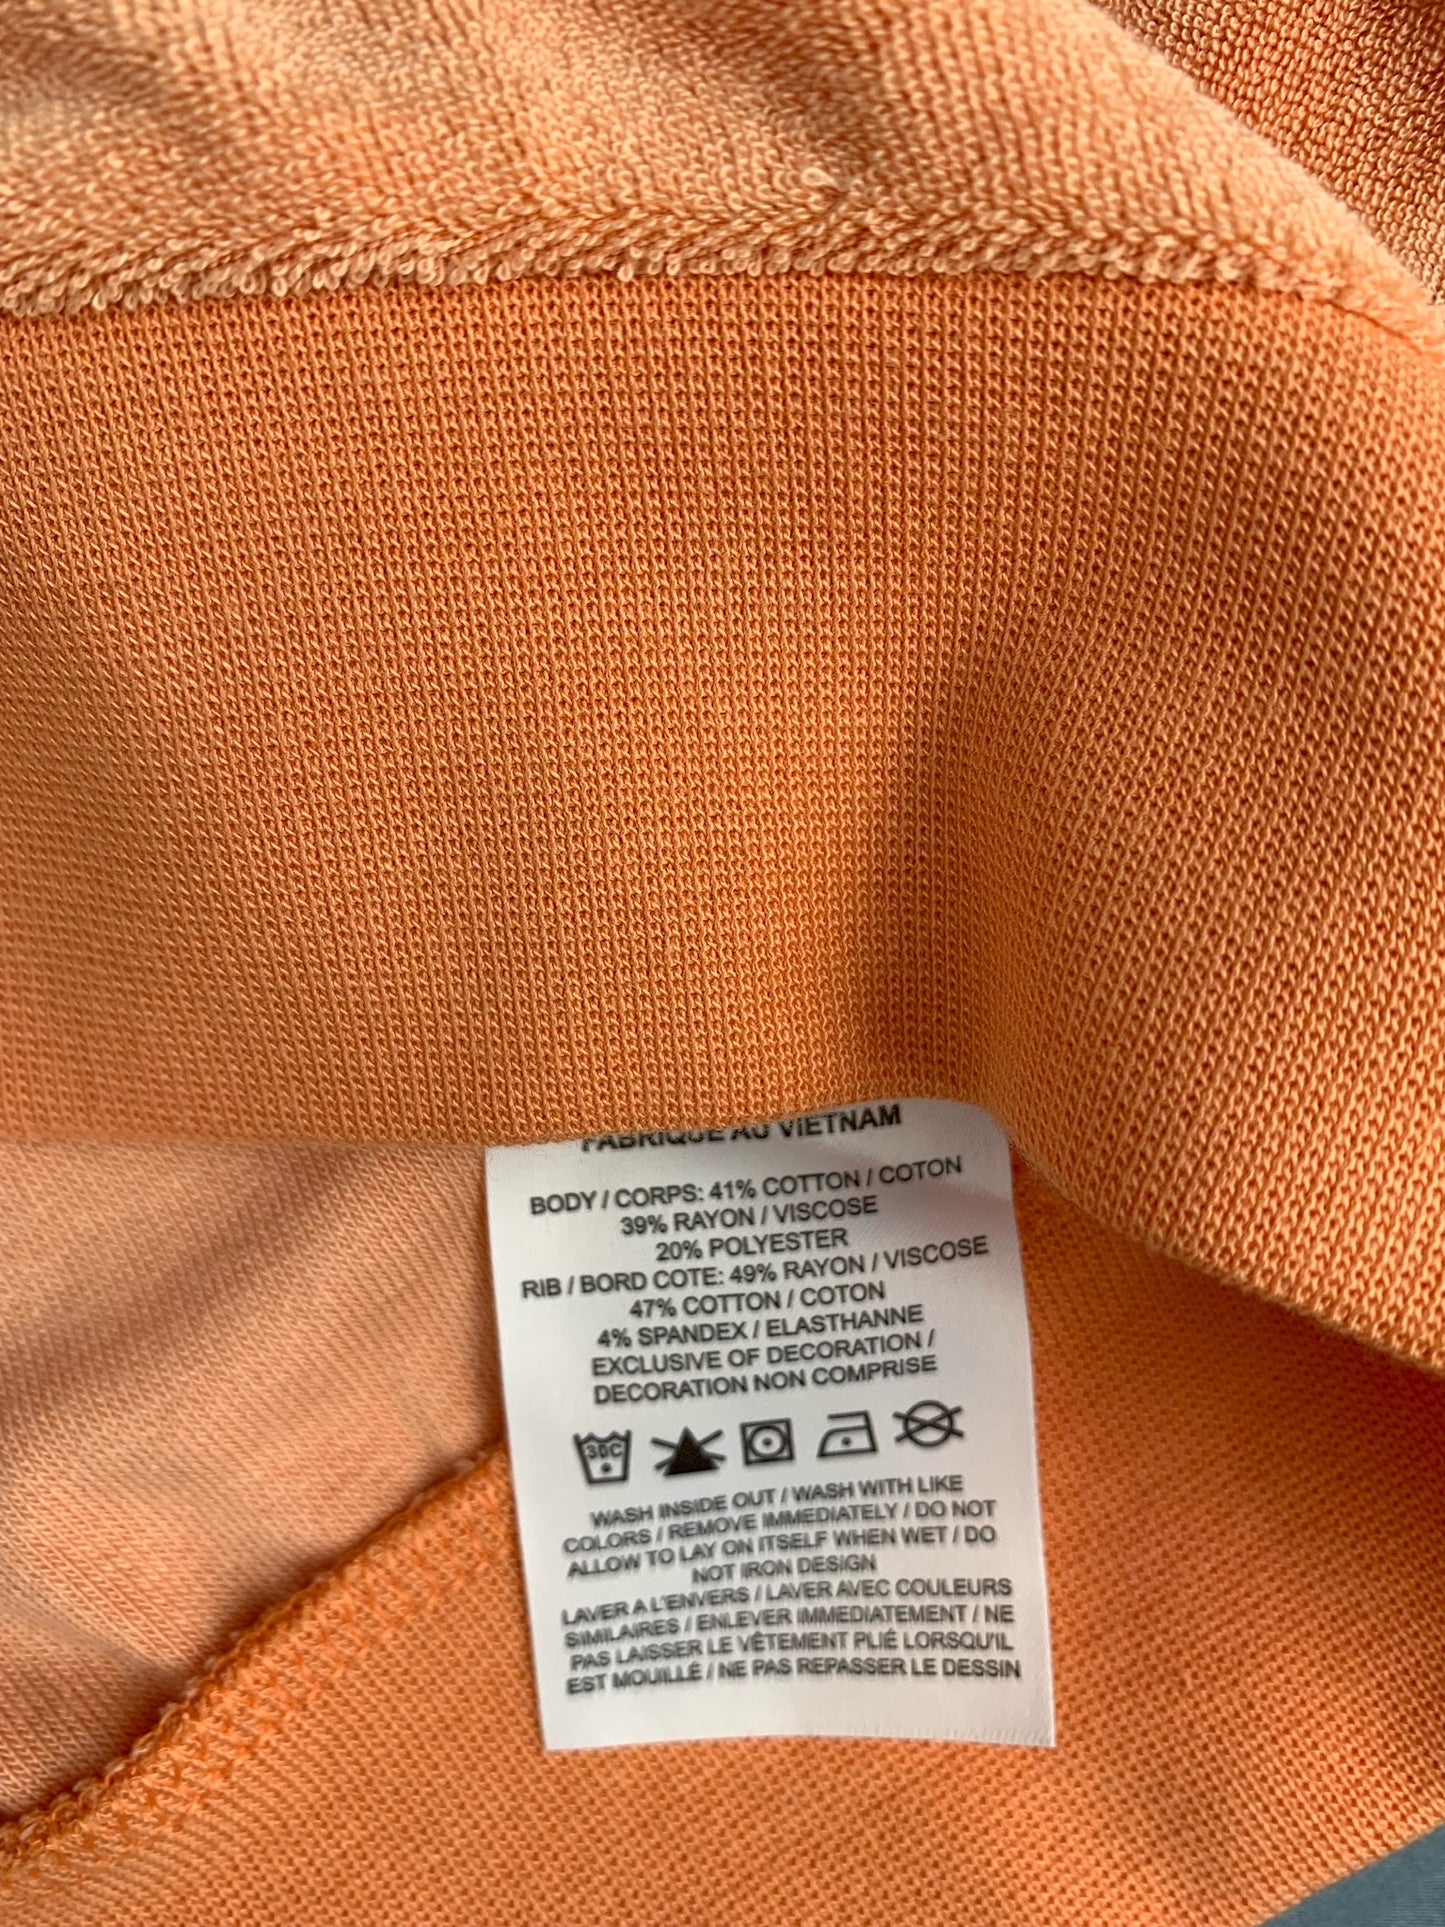 FABRIQUE AU VIETNAM
BODY / CORPS: 41% COTTON / COTON
39% RAYON / VISCOSE
20% POLYESTER
RIB / BORD COTE: 49% RAYON / VISCOSE
47% COTTON / COTON
4% SPANDEX / ELASTHANNE
EXCLUSIVE OF DECORATION /
DECORATION NON COMPRISE
30C
WASH INSIDE OUT / WASH WITH LIKE
COLORS / REMOVE IMMEDIATELY / DO NOT
ALLOW TO LAY ON ITSELF WHEN WET / DO
NOT IRON DESIGN
LAVER A L'ENVERS / LAVER AVEC COULEURS
SIMILAIRES / ENLEVER IMMEDIATEMENT / NE
PAS LAISSER LE VÊTEMENT PLIÉ LORSQU'IL
EST MOUILLÉ / NE PAS REPASSER LE DESSIN